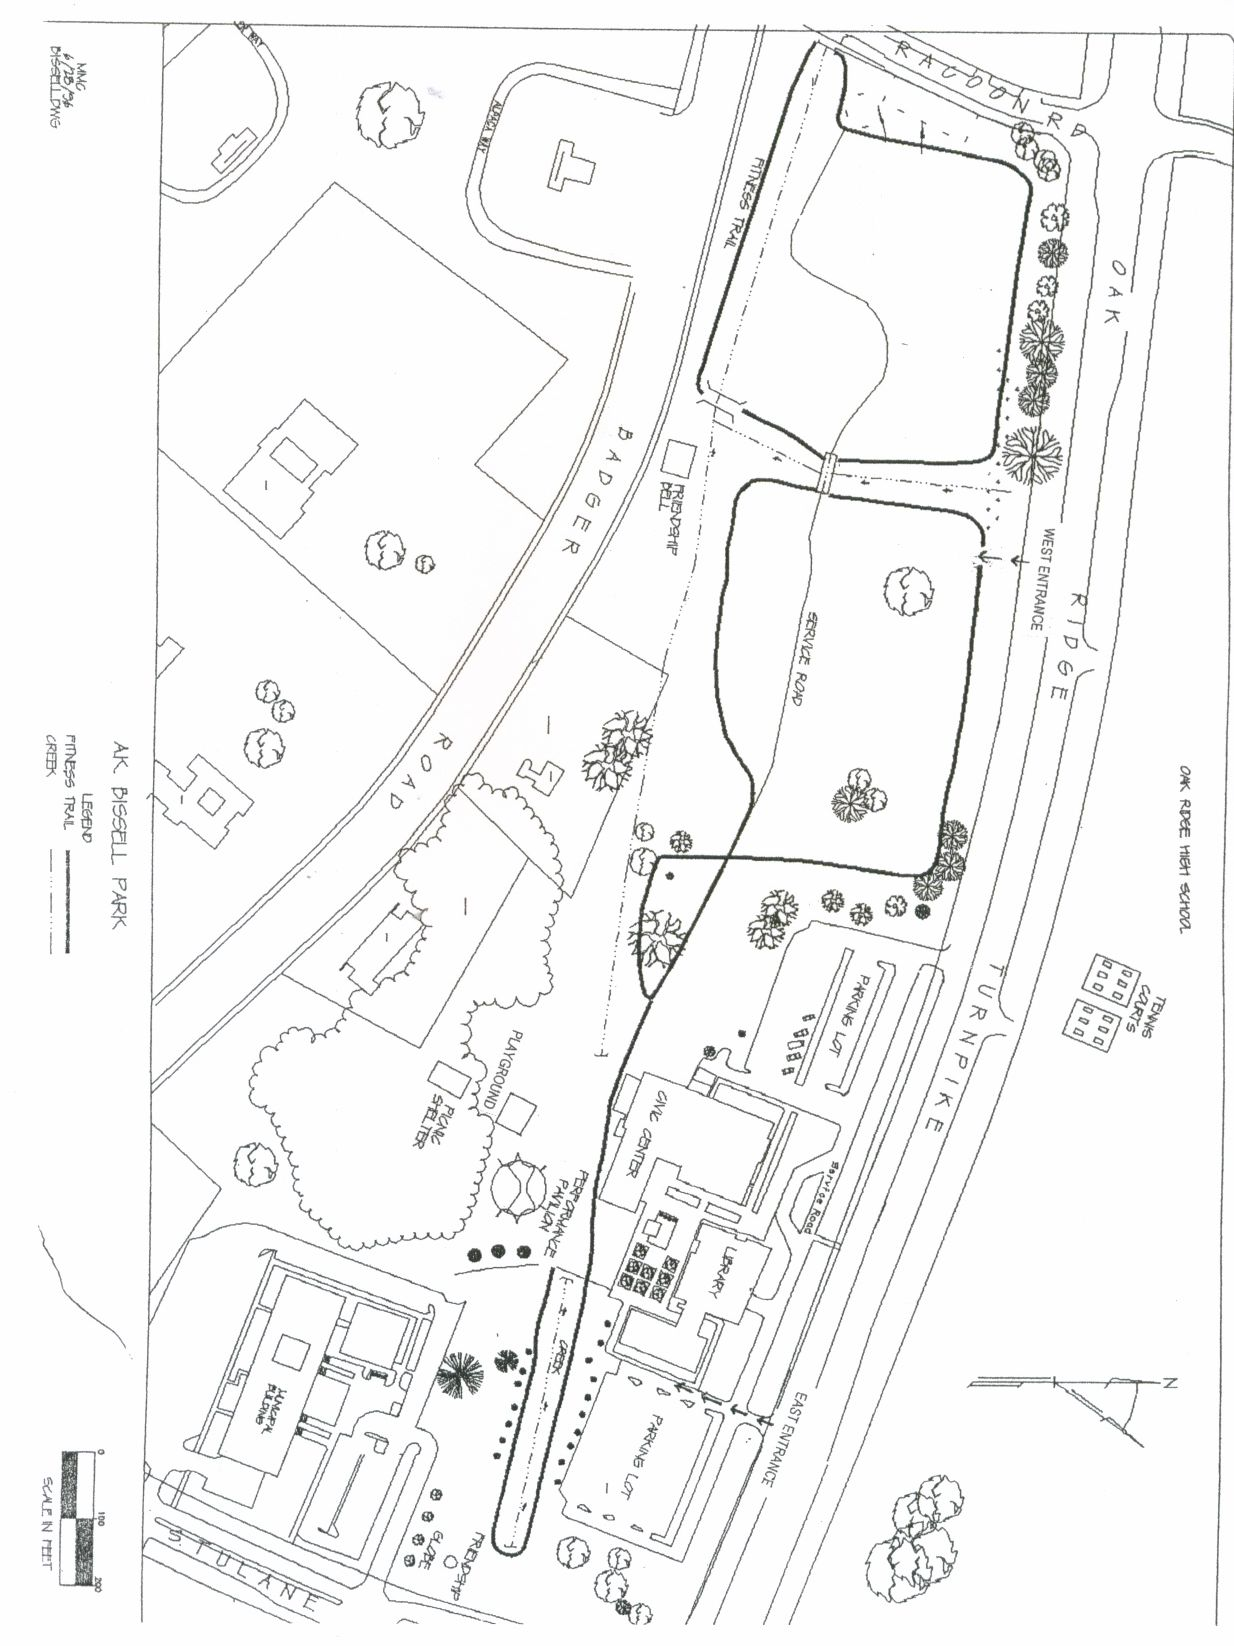 MMG
6/28/96
BISSELL.DWG
RACOON RD
ALPACA WAY
FITNESS TRAIL
OAK RIDGE TURNPIKE
BADGER ROAD
FRIENDSHIP
BELL
WEST ENTRANCE
SERVICE ROAD
OAK RIDGE HIGH SCHOOL
TENNIS
COURTS
PARKING LOT
CIVIC CENTER
PLAYGROUND
PICNIC
SHELTER
PERFORMANCE
PAVILION
Service Road
LIBRARY
CREEK
EAST ENTRANCE
PARKING LOT
MUNICIPAL
BUILDING
FRIENDSHIP
GLOBE
S TULANE
N
A.K. BISSELL PARK
LEGEND
FITNESS TRAIL
CREEK
0 100 200
SCALE IN FEET